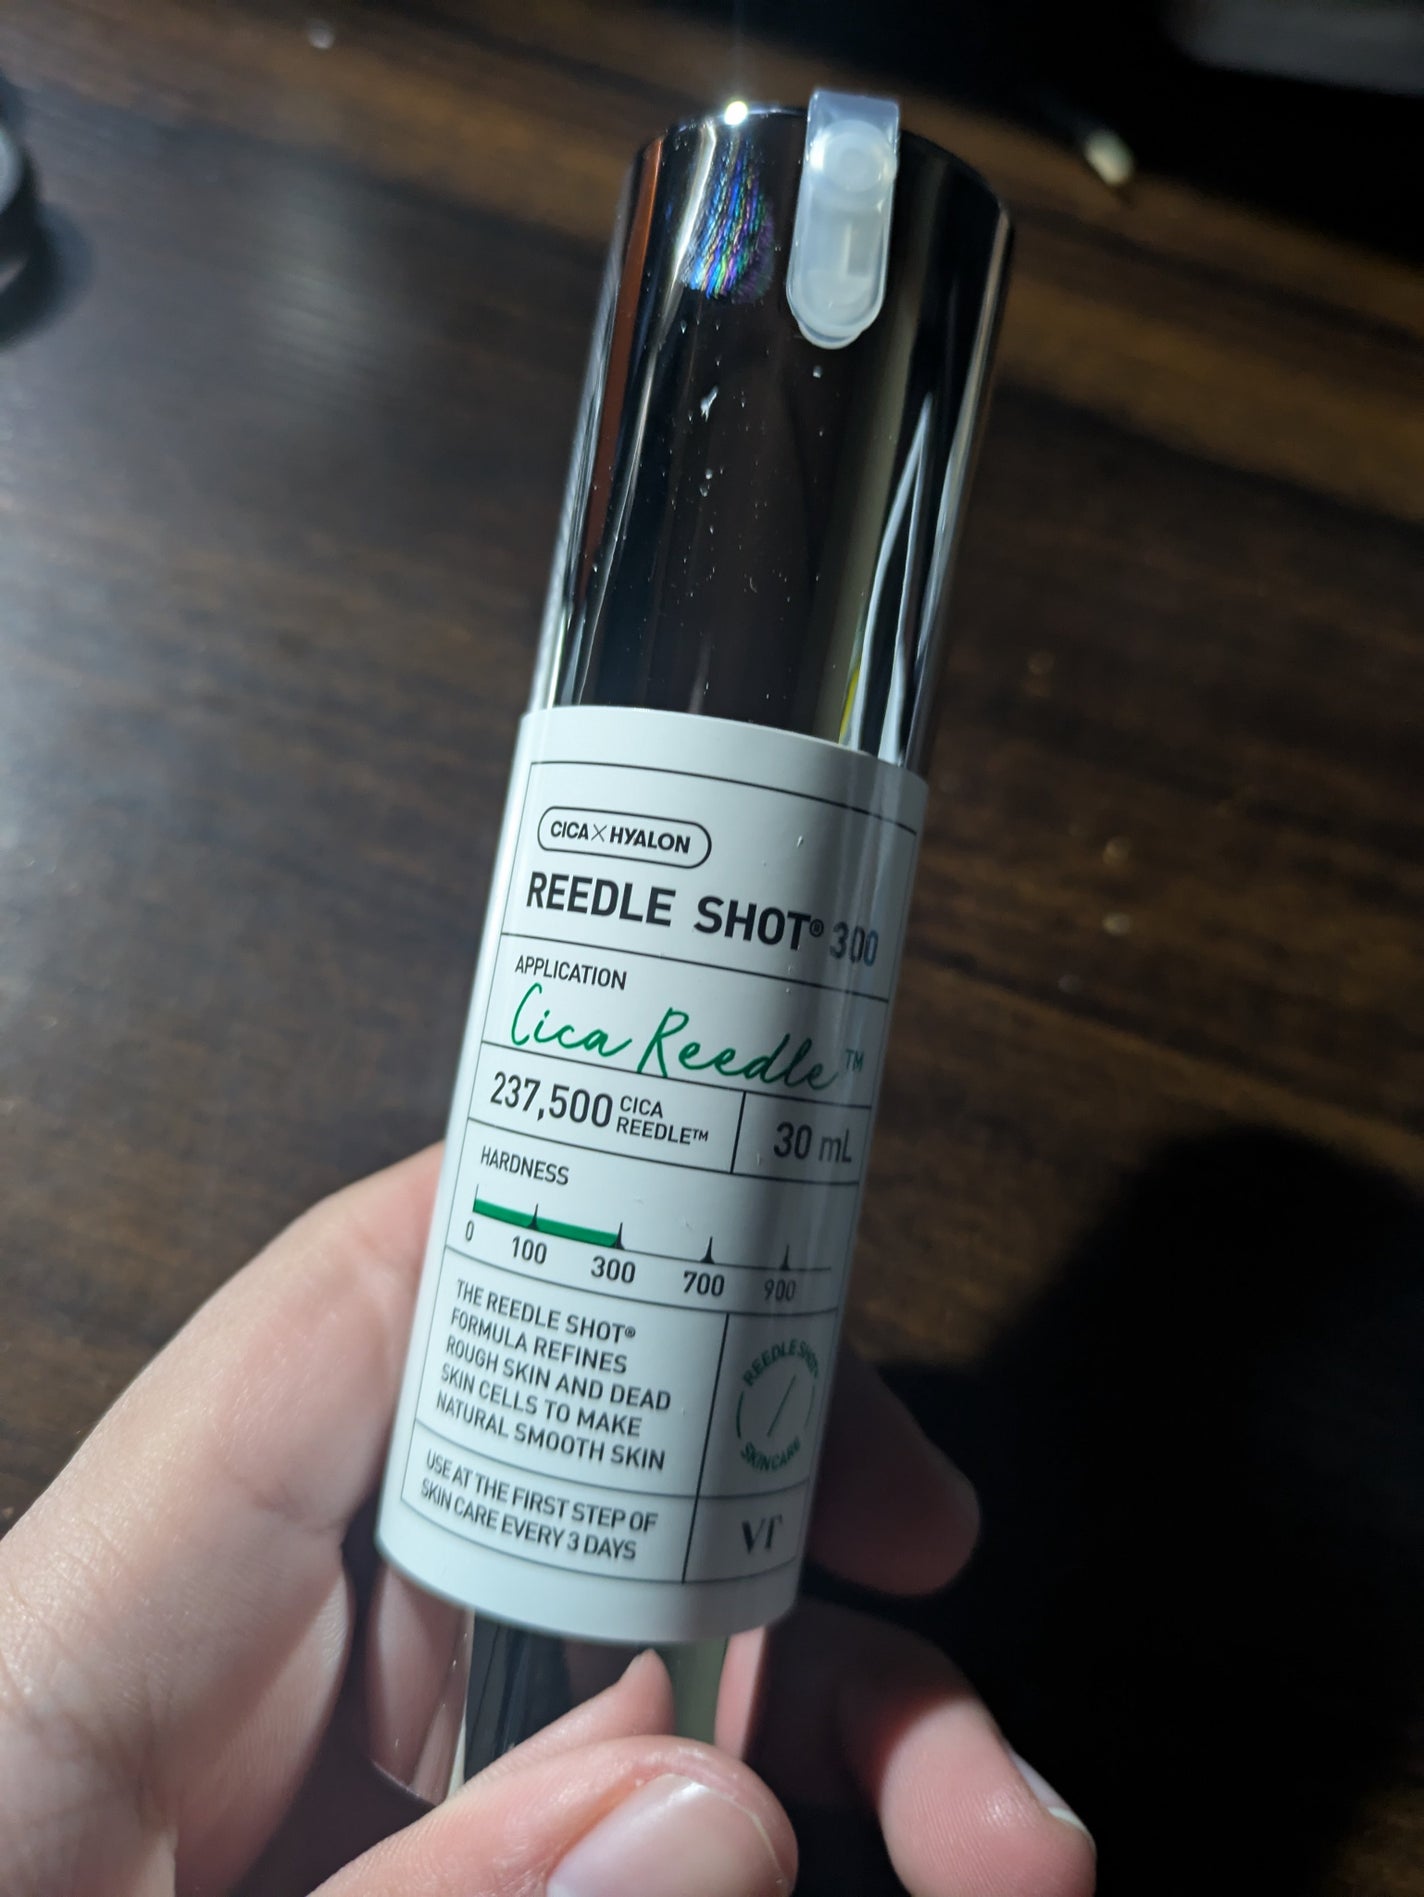 CICA×HYALON
REEDLE SHOT® 300
APPLICATION
Cica Reedle™
237,500 CICA
REEDLE™
30 mL
HARDNESS
0 100 300 700 900
THE REEDLE SHOT®
FORMULA REFINES
ROUGH SKIN AND DEAD
SKIN CELLS TO MAKE
NATURAL SMOOTH SKIN
REEDLE SHOT®
SKINCARE
USE AT THE FIRST STEP OF
SKIN CARE EVERY 3 DAYS
VT